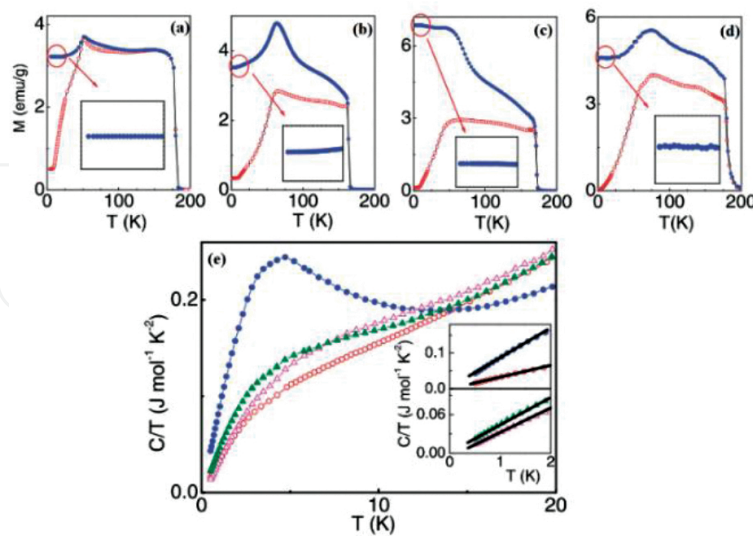 (a) (b) (c) (d)
M (emu/g)
4 2 0
4 2 0
6 3 0
6 3 0
0 100 200
0 100 200
0 100 200
0 100 200
T (K) T (K) T(K) T(K)
(e)
C/T (J mol⁻¹ K⁻²)
0.2
0.0
0 10 20
T (K)
C/T (J mol⁻¹ K⁻²)
0.1
0.0
0.06
0.00
0 1 2
T (K)